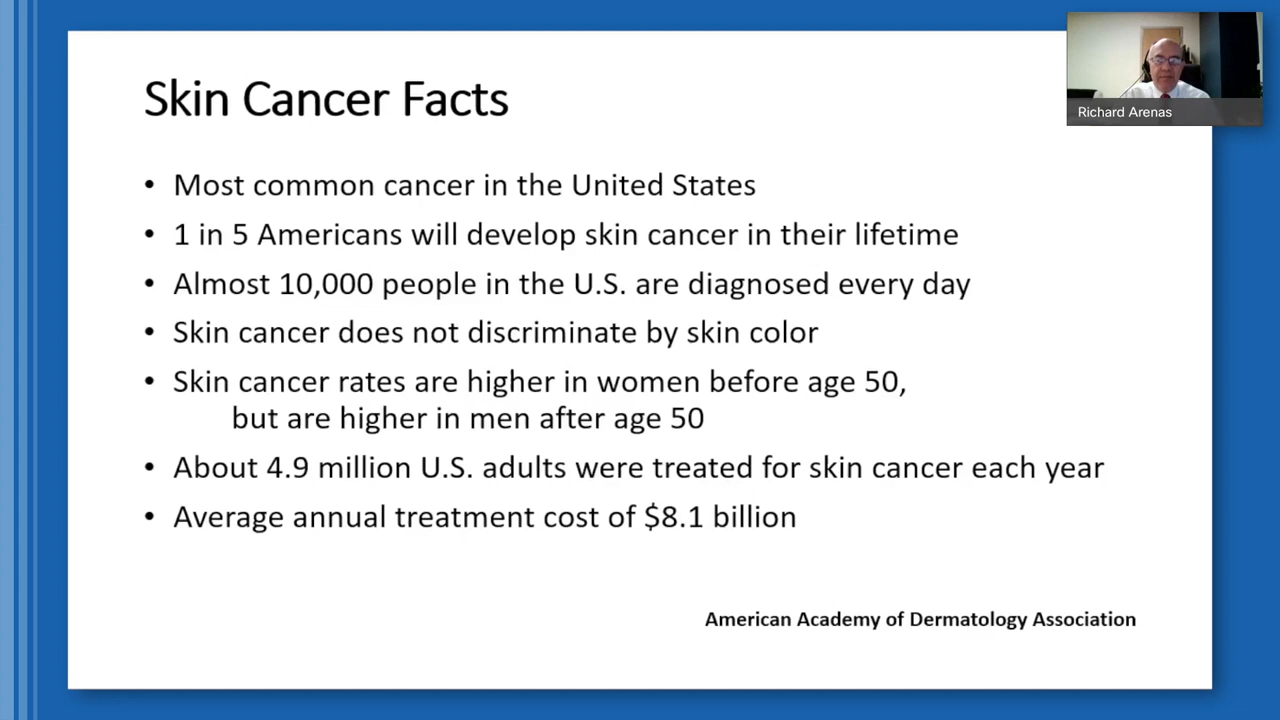 Skin Cancer Facts
Richard Arenas
• Most common cancer in the United States
• 1 in 5 Americans will develop skin cancer in their lifetime
• Almost 10,000 people in the U.S. are diagnosed every day
• Skin cancer does not discriminate by skin color
• Skin cancer rates are higher in women before age 50,
but are higher in men after age 50
• About 4.9 million U.S. adults were treated for skin cancer each year
• Average annual treatment cost of $8.1 billion
American Academy of Dermatology Association